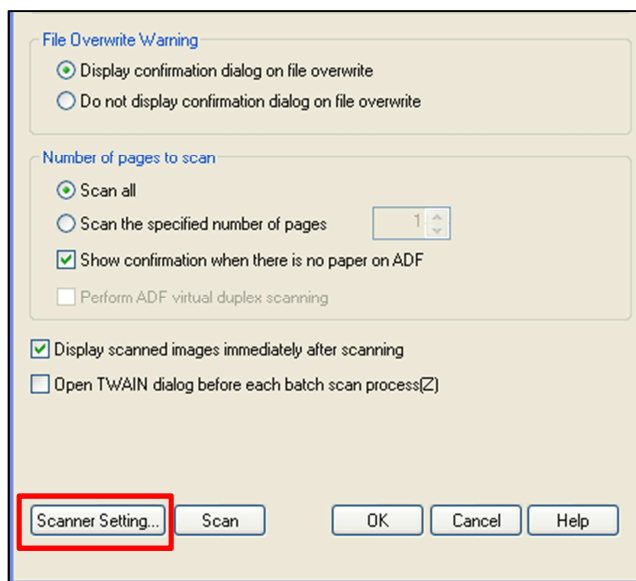 File Overwrite Warning
Display confirmation dialog on file overwrite
Do not display confirmation dialog on file overwrite
Number of pages to scan
Scan all
Scan the specified number of pages 1
Show confirmation when there is no paper on ADF
Perform ADF virtual duplex scanning
Display scanned images immediately after scanning
Open TWAIN dialog before each batch scan process(Z)
Scanner Setting... Scan OK Cancel Help